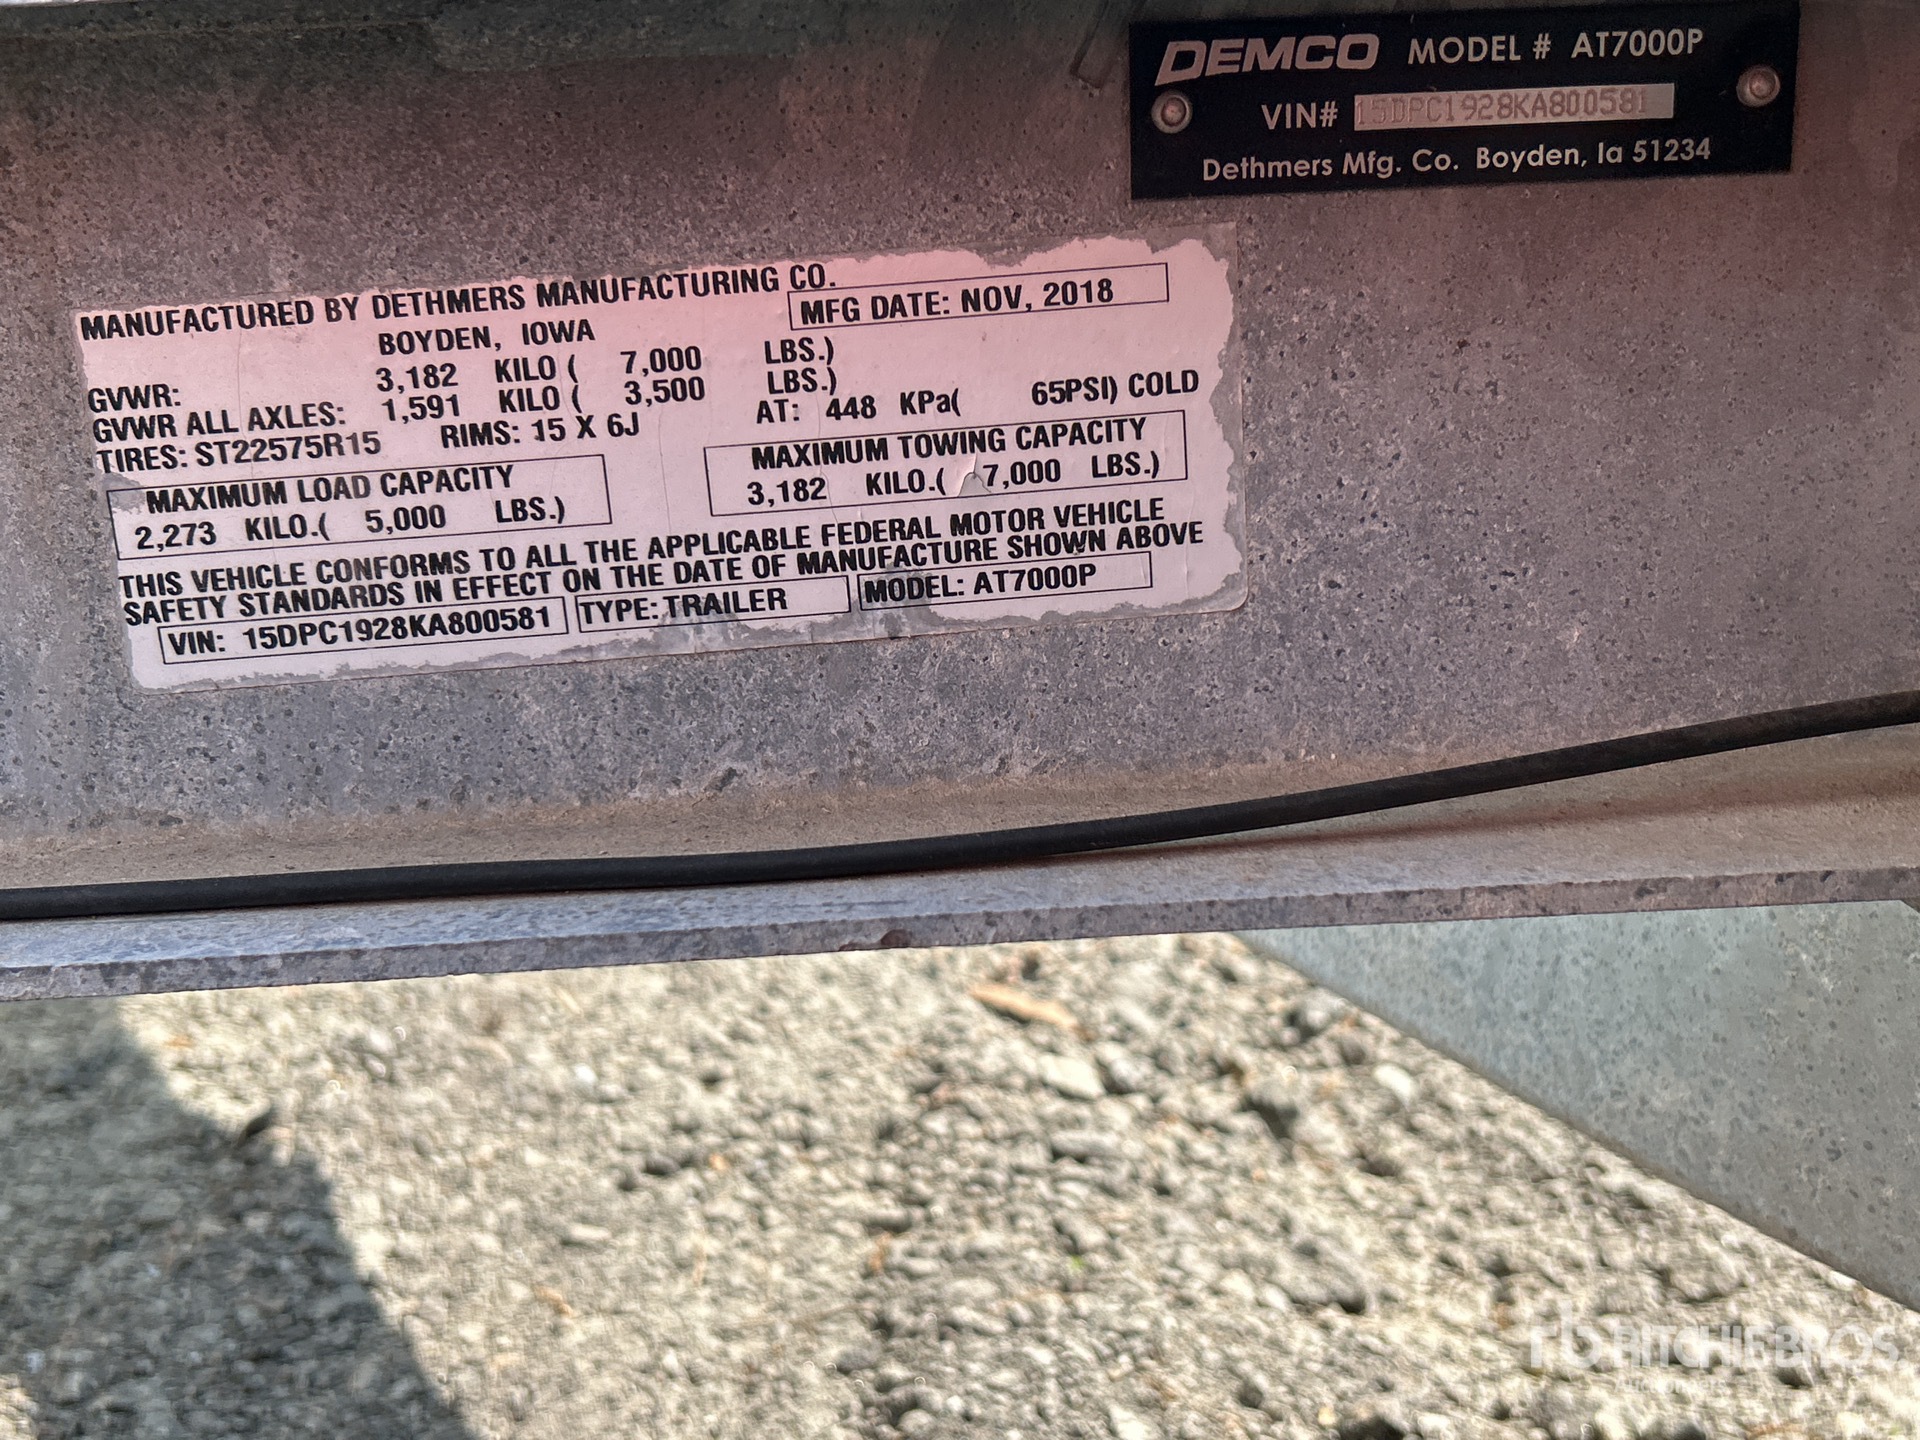 DEMCO MODEL # AT7000P
VIN# 15DPC1928KA800581
Dethmers Mfg. Co. Boyden, Ia 51234
MANUFACTURED BY DETHMERS MANUFACTURING CO.
BOYDEN, IOWA
MFG DATE: NOV, 2018
GVWR: 3,182 KILO ( 7,000 LBS.)
GVWR ALL AXLES: 1,591 KILO ( 3,500 LBS.)
TIRES: ST22575R15 RIMS: 15 X 6J AT: 448 KPa( 65PSI) COLD
MAXIMUM LOAD CAPACITY
2,273 KILO.( 5,000 LBS.)
MAXIMUM TOWING CAPACITY
3,182 KILO.( 7,000 LBS.)
THIS VEHICLE CONFORMS TO ALL THE APPLICABLE FEDERAL MOTOR VEHICLE
SAFETY STANDARDS IN EFFECT ON THE DATE OF MANUFACTURE SHOWN ABOVE
VIN: 15DPC1928KA800581 TYPE: TRAILER MODEL: AT7000P
rb RITCHIE BROS.
Auctioneers